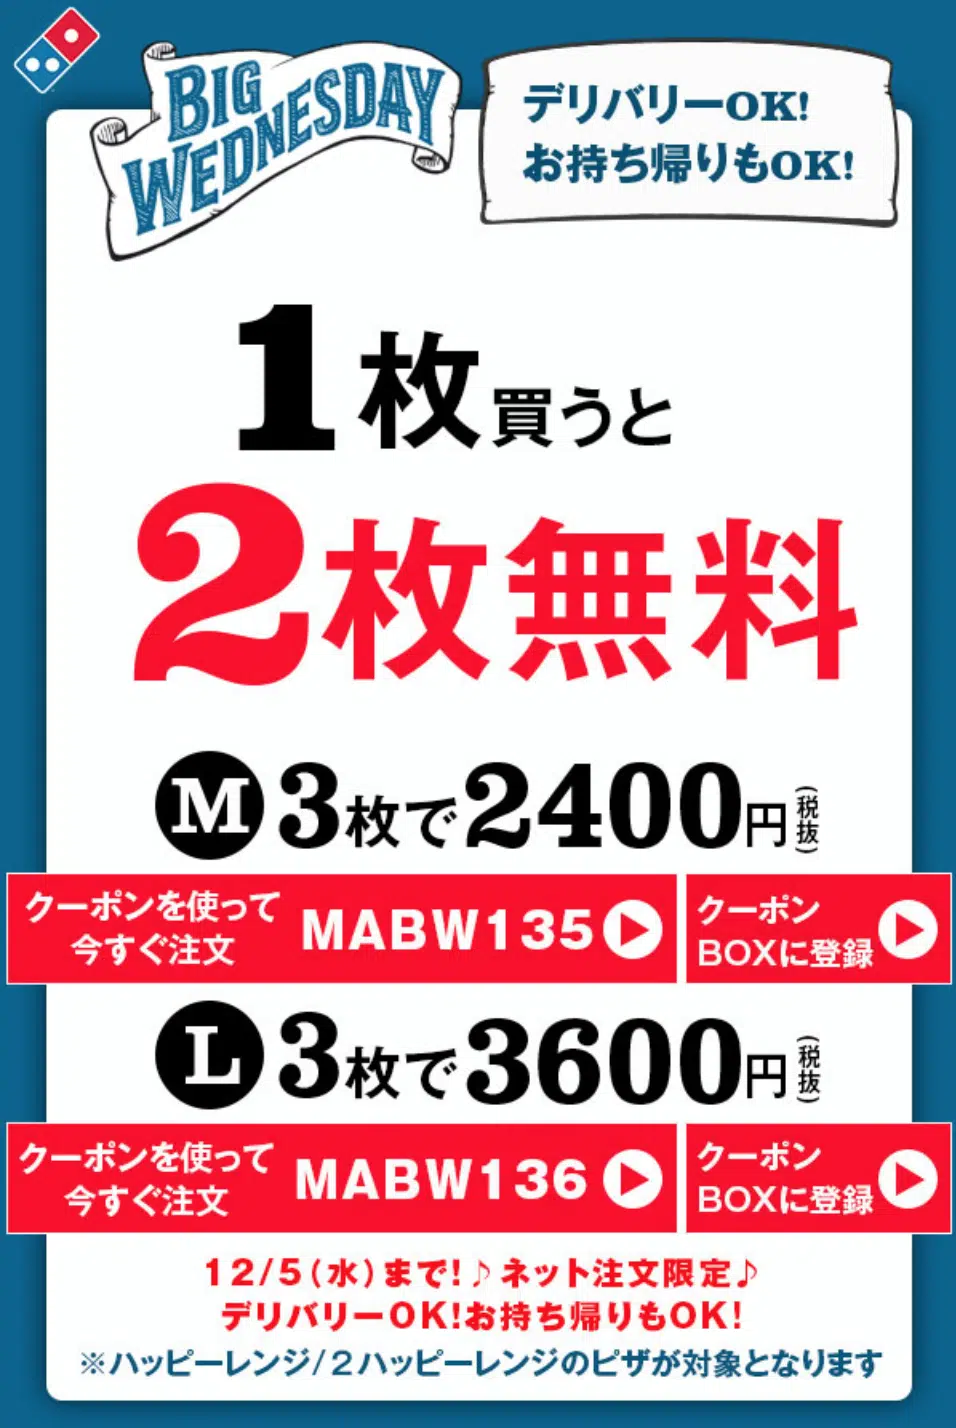 BIG
WEDNESDAY
デリバリーOK!
お持ち帰りもOK!
1枚買うと
2枚無料
M 3枚で2400円(税抜)
クーポンを使って
今すぐ注文
MABW135
クーポン
BOXに登録
L 3枚で3600円(税抜)
クーポンを使って
今すぐ注文
MABW136
クーポン
BOXに登録
12/5(水)まで!♪ネット注文限定♪
デリバリーOK!お持ち帰りもOK!
※ハッピーレンジ/2ハッピーレンジのピザが対象となります